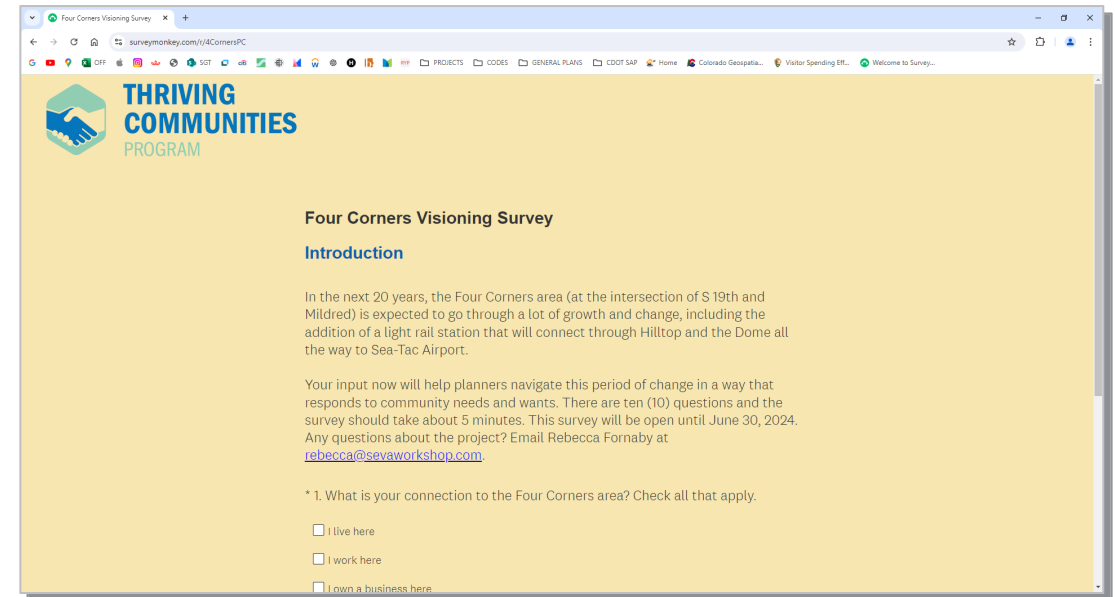 Four Corners Visioning Survey
surveymonkey.com/r/4CornersPC
OFF SGT PROJECTS CODES GENERAL PLANS CDOT SAP Home Colorado Geospatia... Visitor Spending Eff... Welcome to Survey...
THRIVING
COMMUNITIES
PROGRAM
Four Corners Visioning Survey
Introduction
In the next 20 years, the Four Corners area (at the intersection of S 19th and
Mildred) is expected to go through a lot of growth and change, including the
addition of a light rail station that will connect through Hilltop and the Dome all
the way to Sea-Tac Airport.
Your input now will help planners navigate this period of change in a way that
responds to community needs and wants. There are ten (10) questions and the
survey should take about 5 minutes. This survey will be open until June 30, 2024.
Any questions about the project? Email Rebecca Fornaby at
rebecca@sevaworkshop.com.
* 1. What is your connection to the Four Corners area? Check all that apply.
I live here
I work here
I own a business here